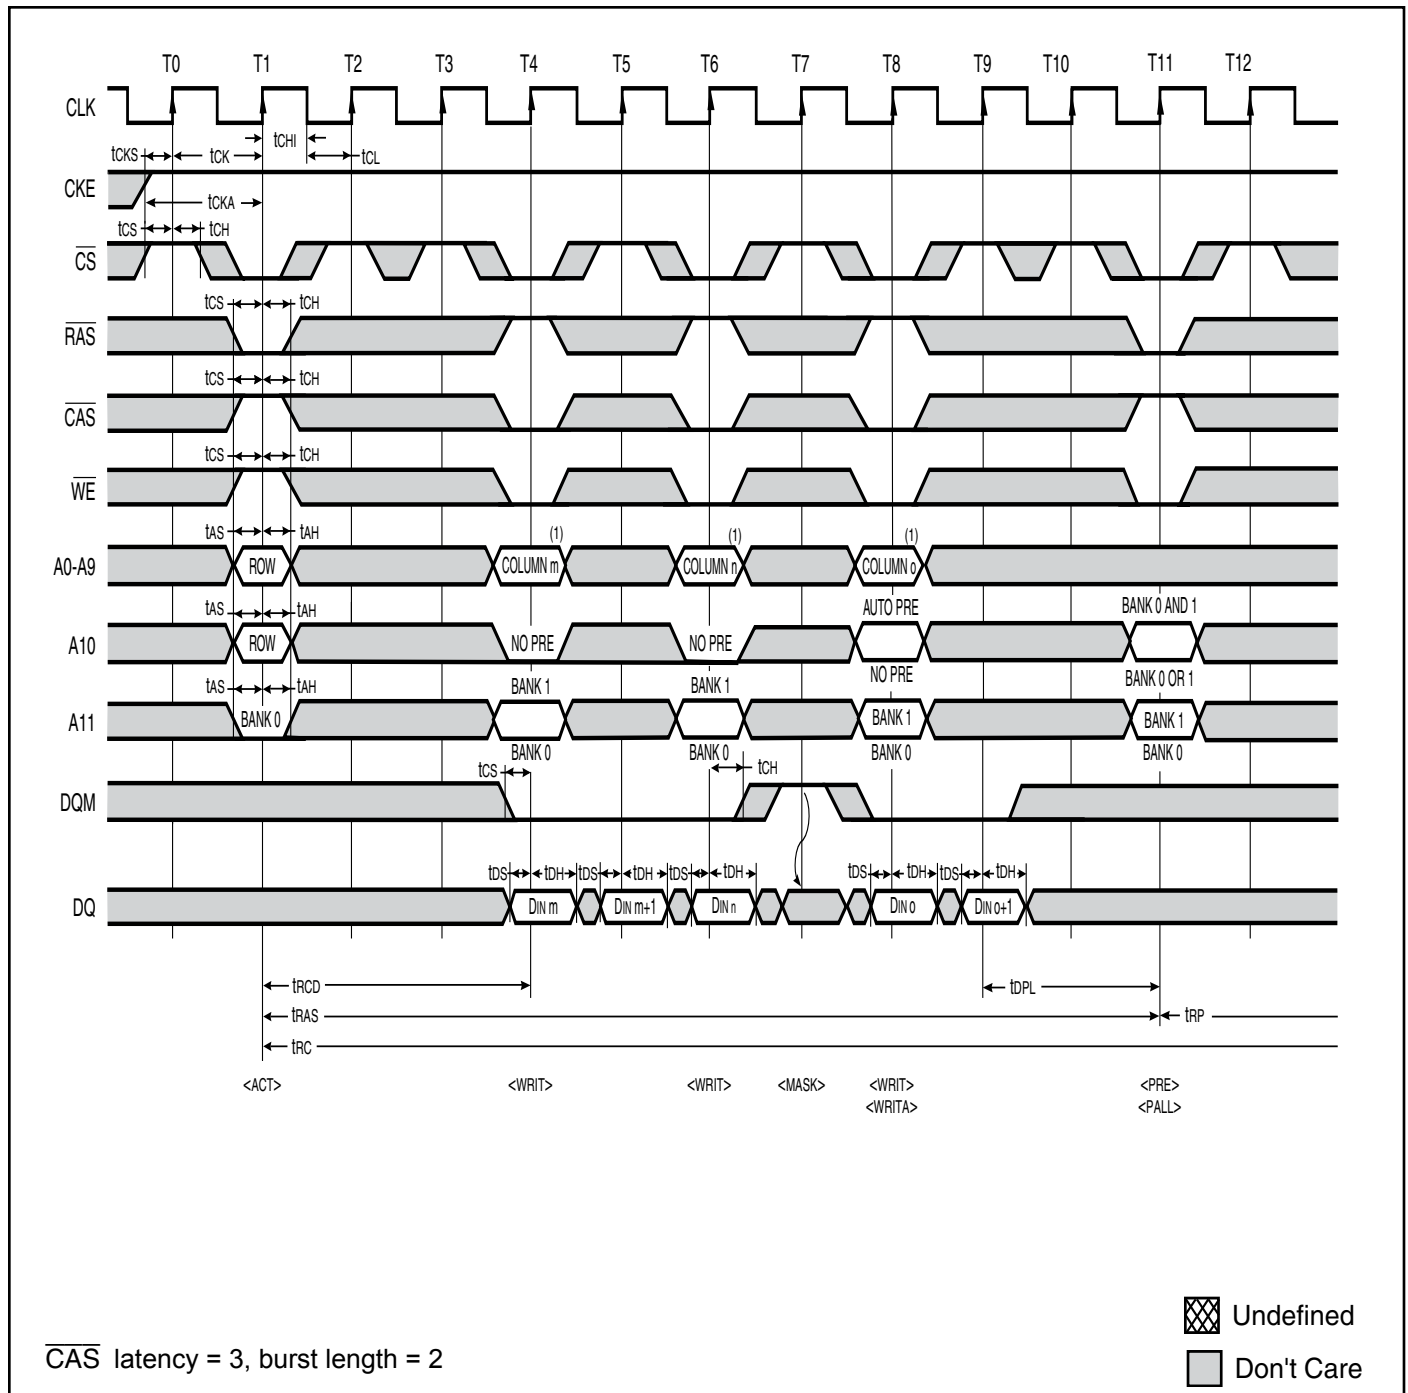 T0 T1 T2 T3 T4 T5 T6 T7 T8 T9 T10 T11 T12
CLK
tCHI
tCKS tCK tCL
CKE
tCKA
tCS tCH
CS
tCS tCH
RAS
tCS tCH
CAS
tCS tCH
WE
tAS tAH (1) (1) (1)
A0-A9 ROW COLUMN m COLUMN n COLUMN o
tAS tAH AUTO PRE BANK 0 AND 1
A10 ROW NO PRE NO PRE
NO PRE BANK 0 OR 1
tAS tAH BANK 1 BANK 1
A11 BANK 0 BANK 1 BANK 1
BANK 0 BANK 0 BANK 0 BANK 0
tCS tCH
DQM
tDS tDH tDS tDH tDS tDH tDS tDH tDS tDH
DQ DIN m DIN m+1 DIN n DIN o DIN o+1
tRCD tDPL
tRAS tRP
tRC
<ACT> <WRIT> <WRIT> <MASK> <WRIT> <PRE>
<WRITA> <PALL>
Undefined
CAS latency = 3, burst length = 2
Don't Care